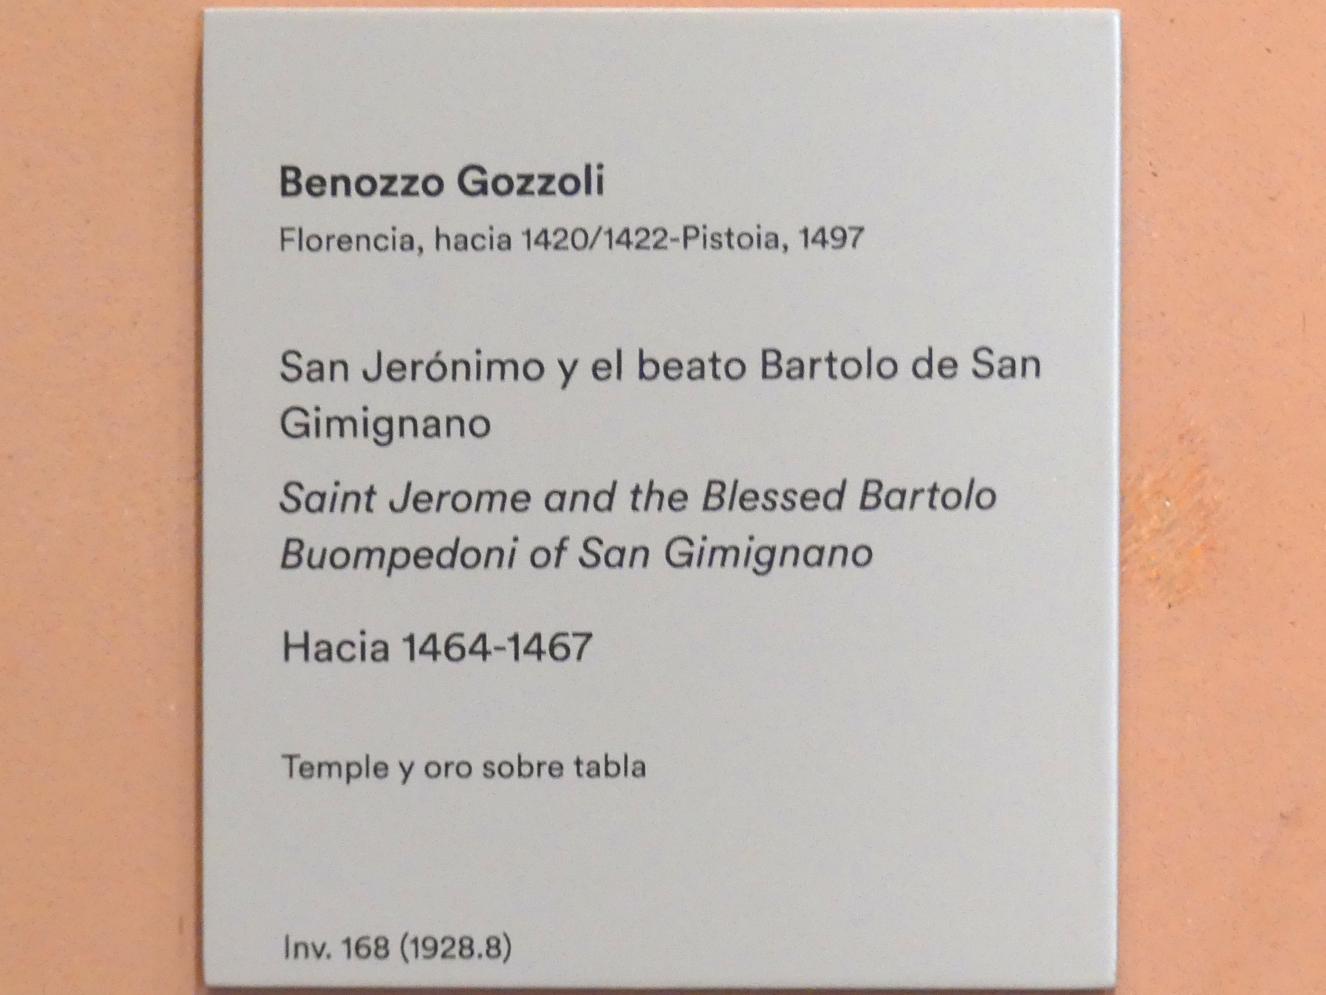 Benozzo Gozzoli
Florencia, hacia 1420/1422-Pistoia, 1497
San Jerónimo y el beato Bartolo de San
Gimignano
Saint Jerome and the Blessed Bartolo
Buompedoni of San Gimignano
Hacia 1464-1467
Temple y oro sobre tabla
Inv. 168 (1928.8)